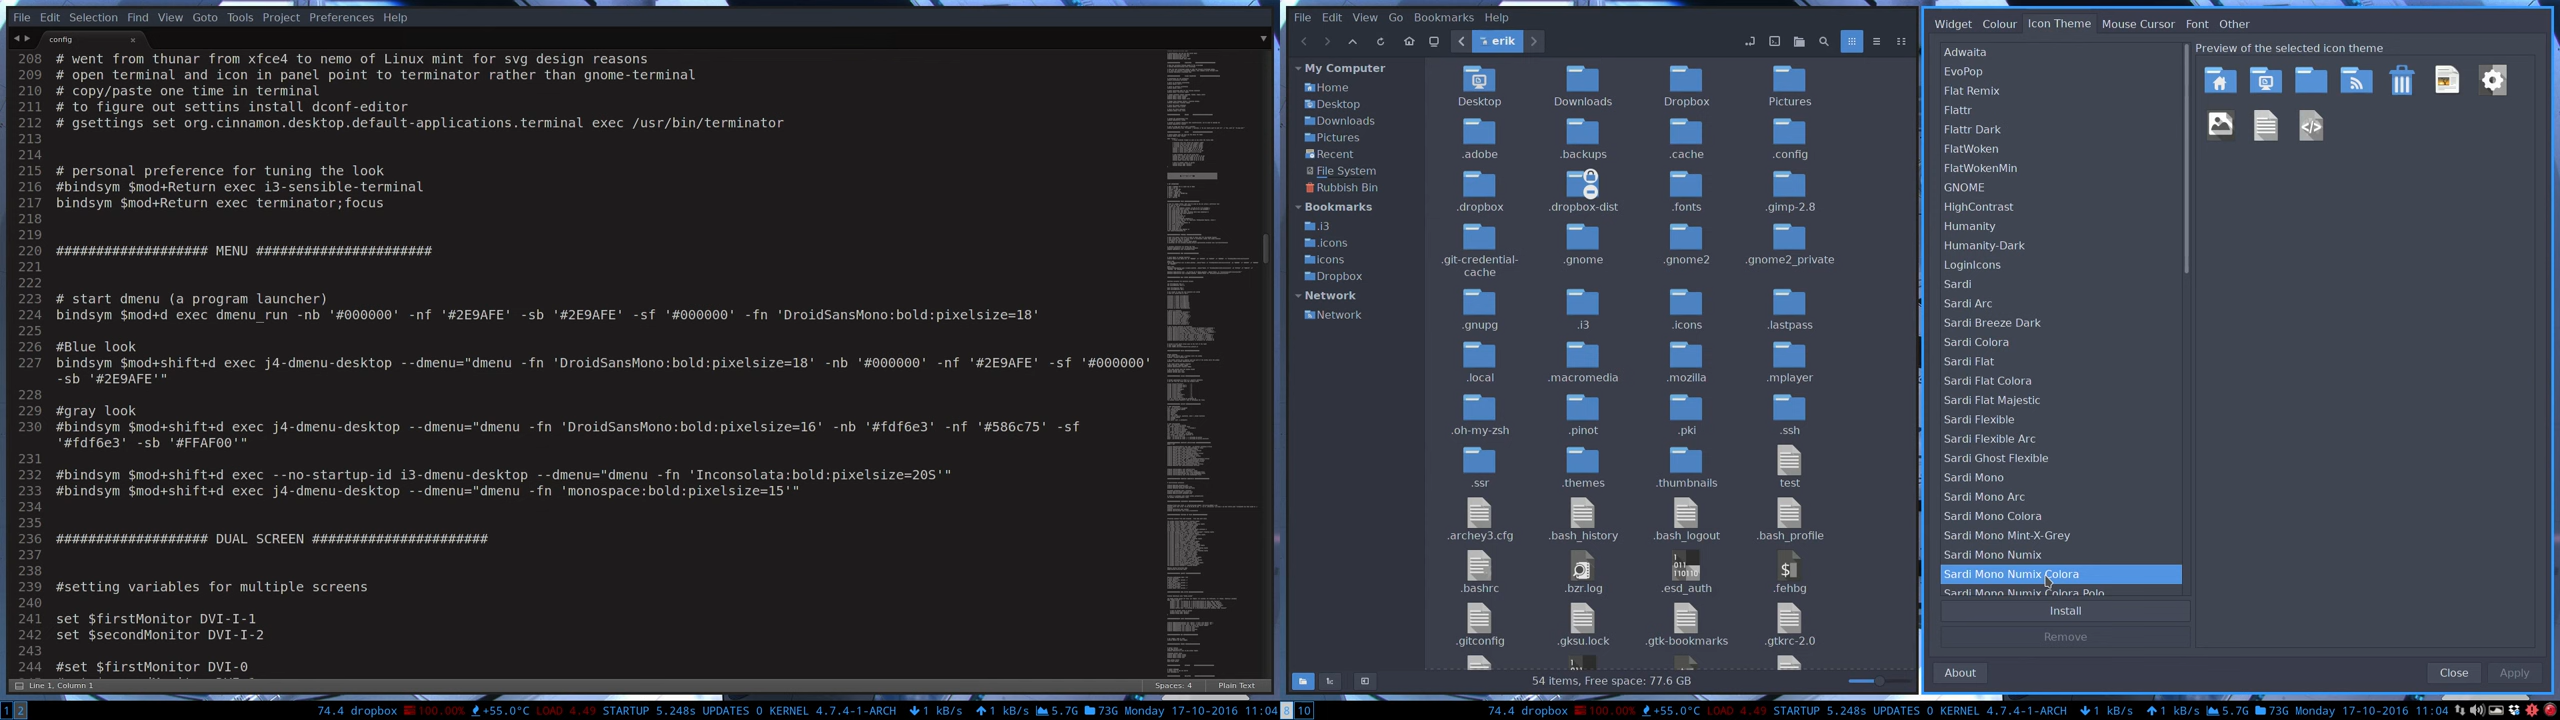 File Edit Selection Find View Goto Tools Project Preferences Help
config
208 # went from thunar from xfce4 to nemo of Linux mint for svg design reasons
209 # open terminal and icon in panel point to terminator rather than gnome-terminal
210 # copy/paste one time in terminal
211 # to figure out settins install dconf-editor
212 # gsettings set org.cinnamon.desktop.default-applications.terminal exec /usr/bin/terminator
213
214
215 # personal preference for tuning the look
216 #bindsym $mod+Return exec i3-sensible-terminal
217 bindsym $mod+Return exec terminator;focus
218
219
220 ################### MENU ######################
221
222
223 # start dmenu (a program launcher)
224 bindsym $mod+d exec dmenu_run -nb '#000000' -nf '#2E9AFE' -sb '#2E9AFE' -sf '#000000' -fn 'DroidSansMono:bold:pixelsize=18'
225
226 #Blue look
227 bindsym $mod+shift+d exec j4-dmenu-desktop --dmenu="dmenu -fn 'DroidSansMono:bold:pixelsize=18' -nb '#000000' -nf '#2E9AFE' -sf '#000000'
-sb '#2E9AFE'"
228
229 #gray look
230 #bindsym $mod+shift+d exec j4-dmenu-desktop --dmenu="dmenu -fn 'DroidSansMono:bold:pixelsize=16' -nb '#fdf6e3' -nf '#586c75' -sf
'#fdf6e3' -sb '#FFAF00'"
231
232 #bindsym $mod+shift+d exec --no-startup-id i3-dmenu-desktop --dmenu="dmenu -fn 'Inconsolata:bold:pixelsize=20S'"
233 #bindsym $mod+shift+d exec j4-dmenu-desktop --dmenu="dmenu -fn 'monospace:bold:pixelsize=15'"
234
235
236 ################### DUAL SCREEN ######################
237
238
239 #setting variables for multiple screens
240
241 set $firstMonitor DVI-I-1
242 set $secondMonitor DVI-I-2
243
244 #set $firstMonitor DVI-0
Line 1, Column 1
Spaces: 4 Plain Text
File Edit View Go Bookmarks Help
erik
My Computer
Home
Desktop
Downloads
Pictures
Recent
File System
Rubbish Bin
Bookmarks
.i3
.icons
icons
Dropbox
Network
Network
Desktop Downloads Dropbox Pictures
.adobe .backups .cache .config
.dropbox .dropbox-dist .fonts .gimp-2.8
.git-credential-cache .gnome .gnome2 .gnome2_private
.gnupg .i3 .icons .lastpass
.local .macromedia .mozilla .mplayer
.oh-my-zsh .pinot .pki .ssh
.ssr .themes .thumbnails test
.archey3.cfg .bash_history .bash_logout .bash_profile
.bashrc .bzr.log .esd_auth .fehbg
.gitconfig .gksu.lock .gtk-bookmarks .gtkrc-2.0
54 items, Free space: 77.6 GB
Widget Colour Icon Theme Mouse Cursor Font Other
Adwaita
EvoPop
Flat Remix
Flattr
Flattr Dark
FlatWoken
FlatWokenMin
GNOME
HighContrast
Humanity
Humanity-Dark
LoginIcons
Sardi
Sardi Arc
Sardi Breeze Dark
Sardi Colora
Sardi Flat
Sardi Flat Colora
Sardi Flat Majestic
Sardi Flexible
Sardi Flexible Arc
Sardi Ghost Flexible
Sardi Mono
Sardi Mono Arc
Sardi Mono Colora
Sardi Mono Mint-X-Grey
Sardi Mono Numix
Sardi Mono Numix Colora
Sardi Mono Numix Colora Polo
Install
Remove
Preview of the selected icon theme
About
Close Apply
1 2
74.4 dropbox 100.00% +55.0°C LOAD 4.49 STARTUP 5.248s UPDATES 0 KERNEL 4.7.4-1-ARCH 1 kB/s 1 kB/s 5.7G 73G Monday 17-10-2016 11:04
8 10
74.4 dropbox 100.00% +55.0°C LOAD 4.49 STARTUP 5.248s UPDATES 0 KERNEL 4.7.4-1-ARCH 1 kB/s 1 kB/s 5.7G 73G Monday 17-10-2016 11:04